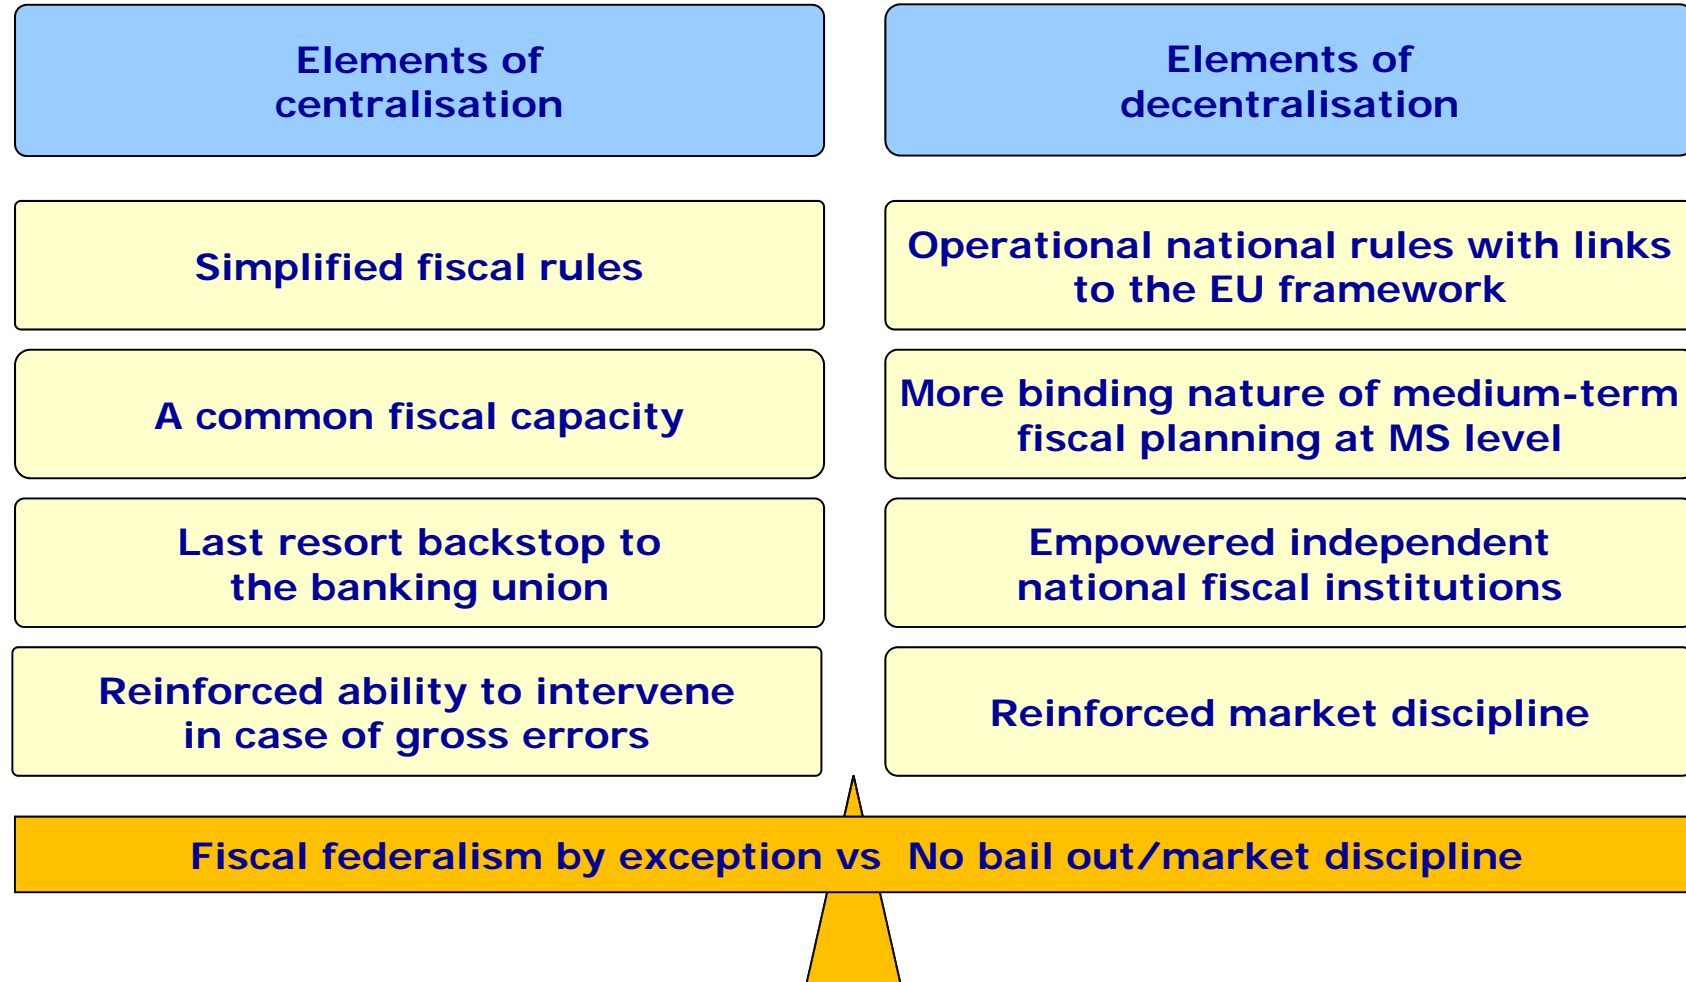 Elements of
centralisation
Elements of
decentralisation
Simplified fiscal rules
Operational national rules with links
to the EU framework
A common fiscal capacity
More binding nature of medium-term
fiscal planning at MS level
Last resort backstop to
the banking union
Empowered independent
national fiscal institutions
Reinforced ability to intervene
in case of gross errors
Reinforced market discipline
Fiscal federalism by exception vs  No bail out/market discipline